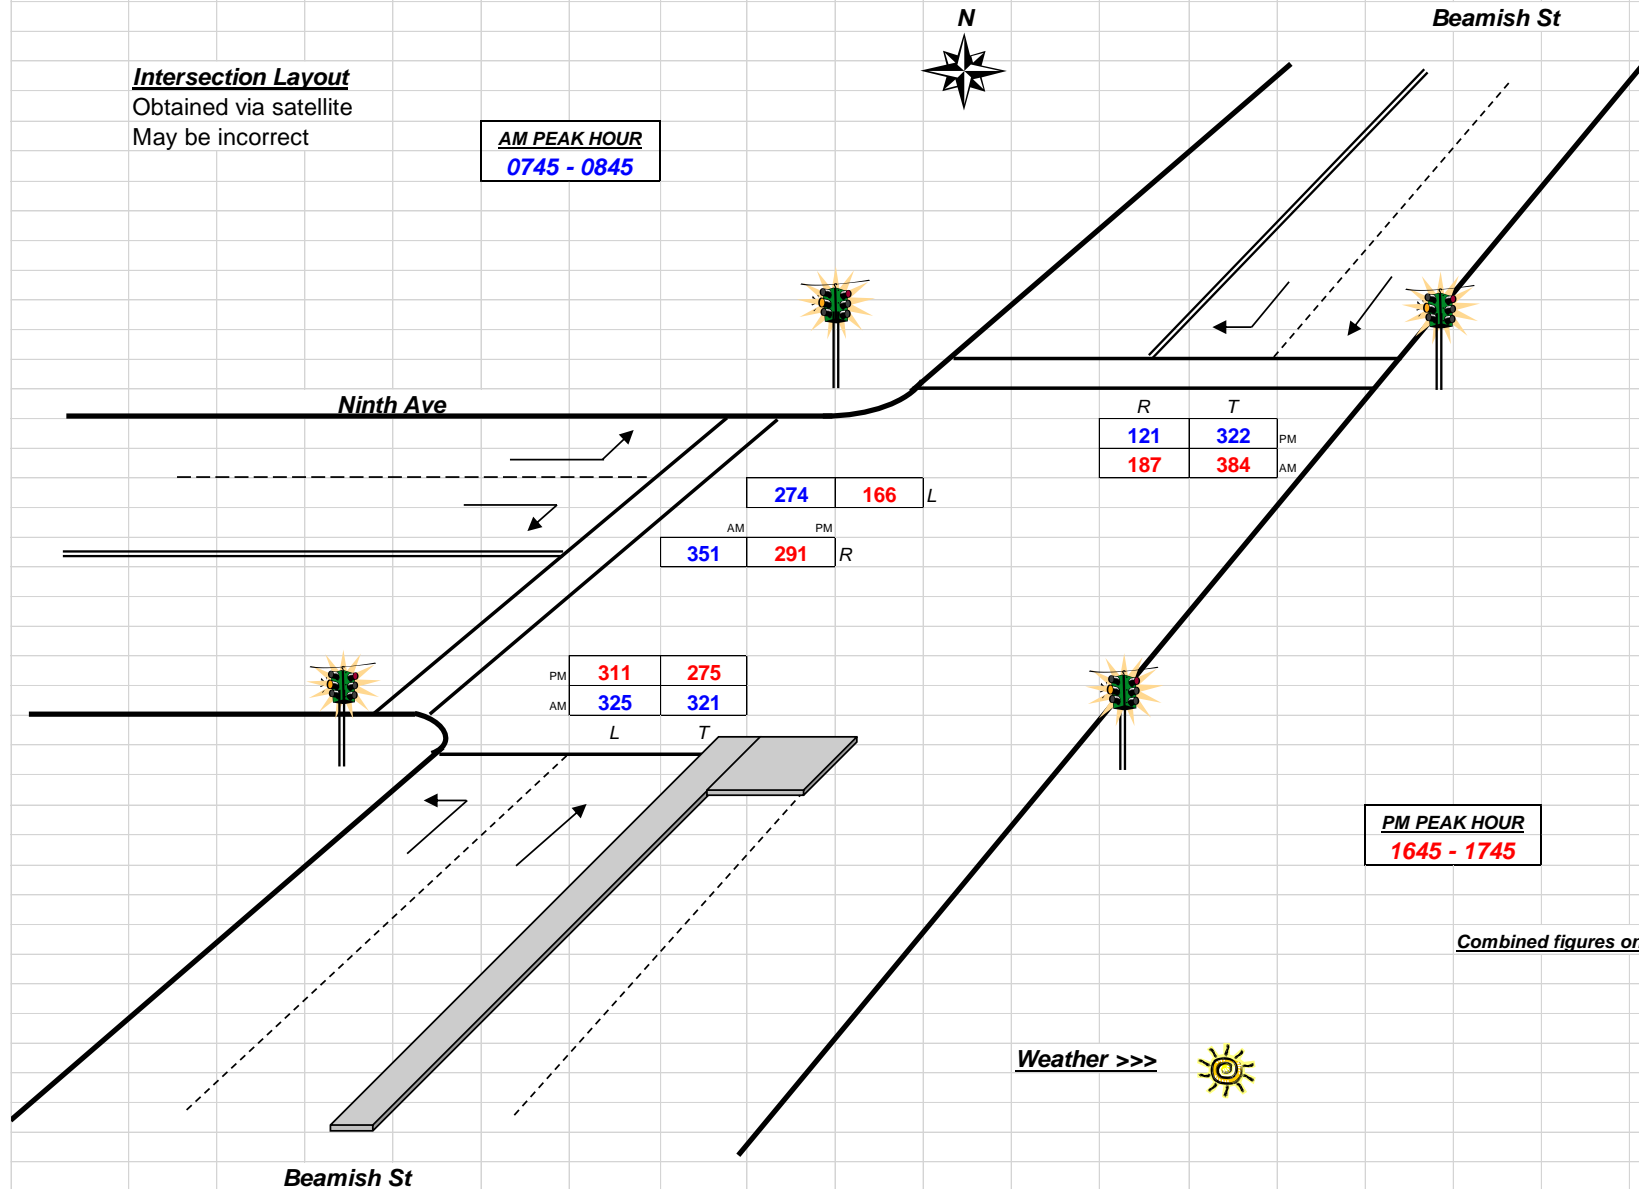 N
Beamish St
Intersection Layout
Obtained via satellite
May be incorrect
AM PEAK HOUR
0745 - 0845
Ninth Ave
R T
121 322 PM
187 384 AM
274 166 L
AM PM
351 291 R
PM 311 275
AM 325 321
L T
PM PEAK HOUR
1645 - 1745
Combined figures
Weather >>>
Beamish St